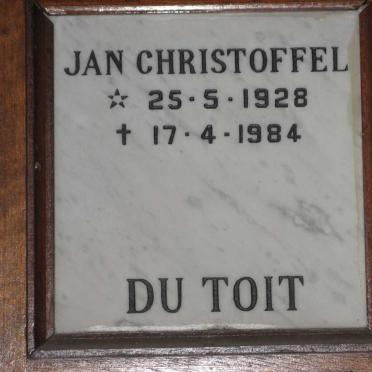 JAN CHRISTOFFEL
☆ 25·5·1928
† 17·4·1984
DU TOIT